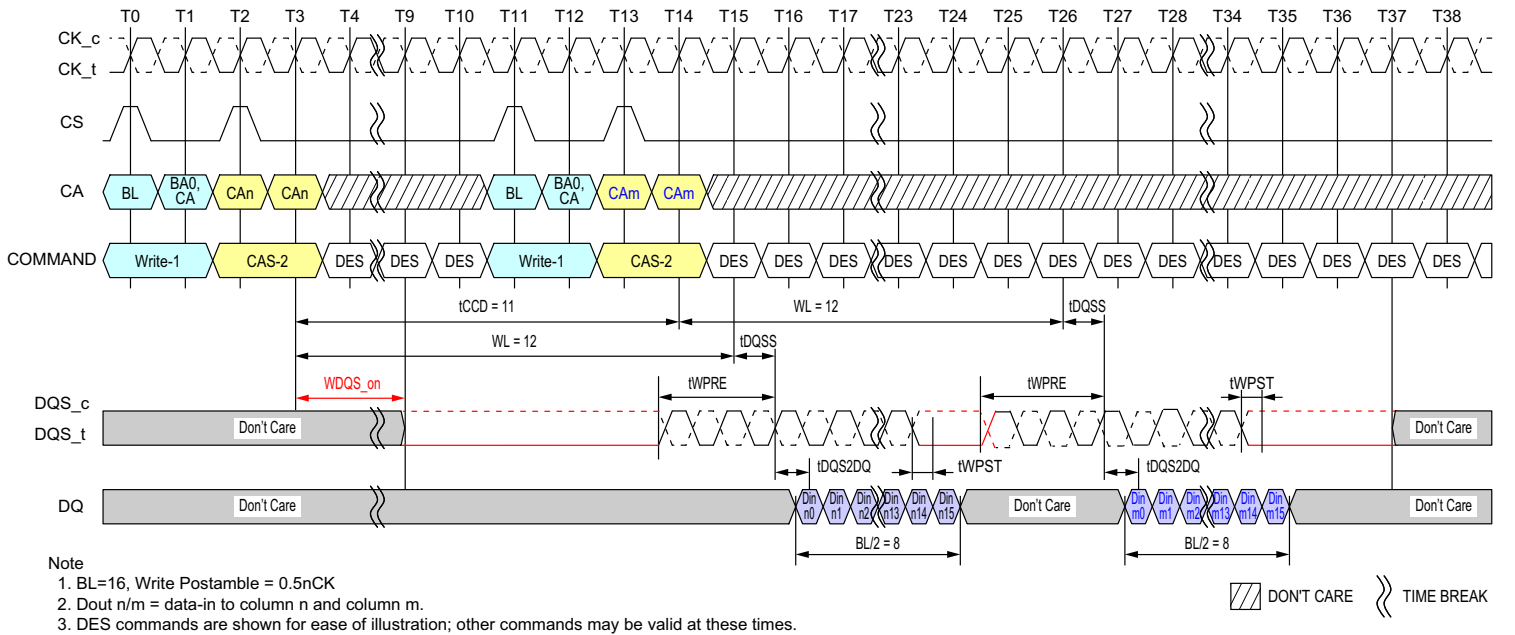 T0 T1 T2 T3 T4 T9 T10 T11 T12 T13 T14 T15 T16 T17 T23 T24 T25 T26 T27 T28 T34 T35 T36 T37 T38
CK_c
CK_t
CS
CA BL BA0, CA CAn CAn BL BA0, CA CAm CAm
COMMAND Write-1 CAS-2 DES DES DES Write-1 CAS-2 DES DES DES DES DES DES DES DES DES DES DES DES DES DES
tCCD = 11 WL = 12 tDQSS
WL = 12 tDQSS
WDQS_on tWPRE tWPRE tWPST
DQS_c
DQS_t Don't Care Don't Care
tDQS2DQ tWPST tDQS2DQ
DQ Don't Care Din n0 Din n1 Din n2 Din n13 Din n14 Din n15 Don't Care Din m0 Din m1 Din m2 Din m13 Din m14 Din m15 Don't Care
BL/2 = 8 BL/2 = 8
Note
1. BL=16, Write Postamble = 0.5nCK
2. Dout n/m = data-in to column n and column m.
3. DES commands are shown for ease of illustration; other commands may be valid at these times.
DON'T CARE TIME BREAK